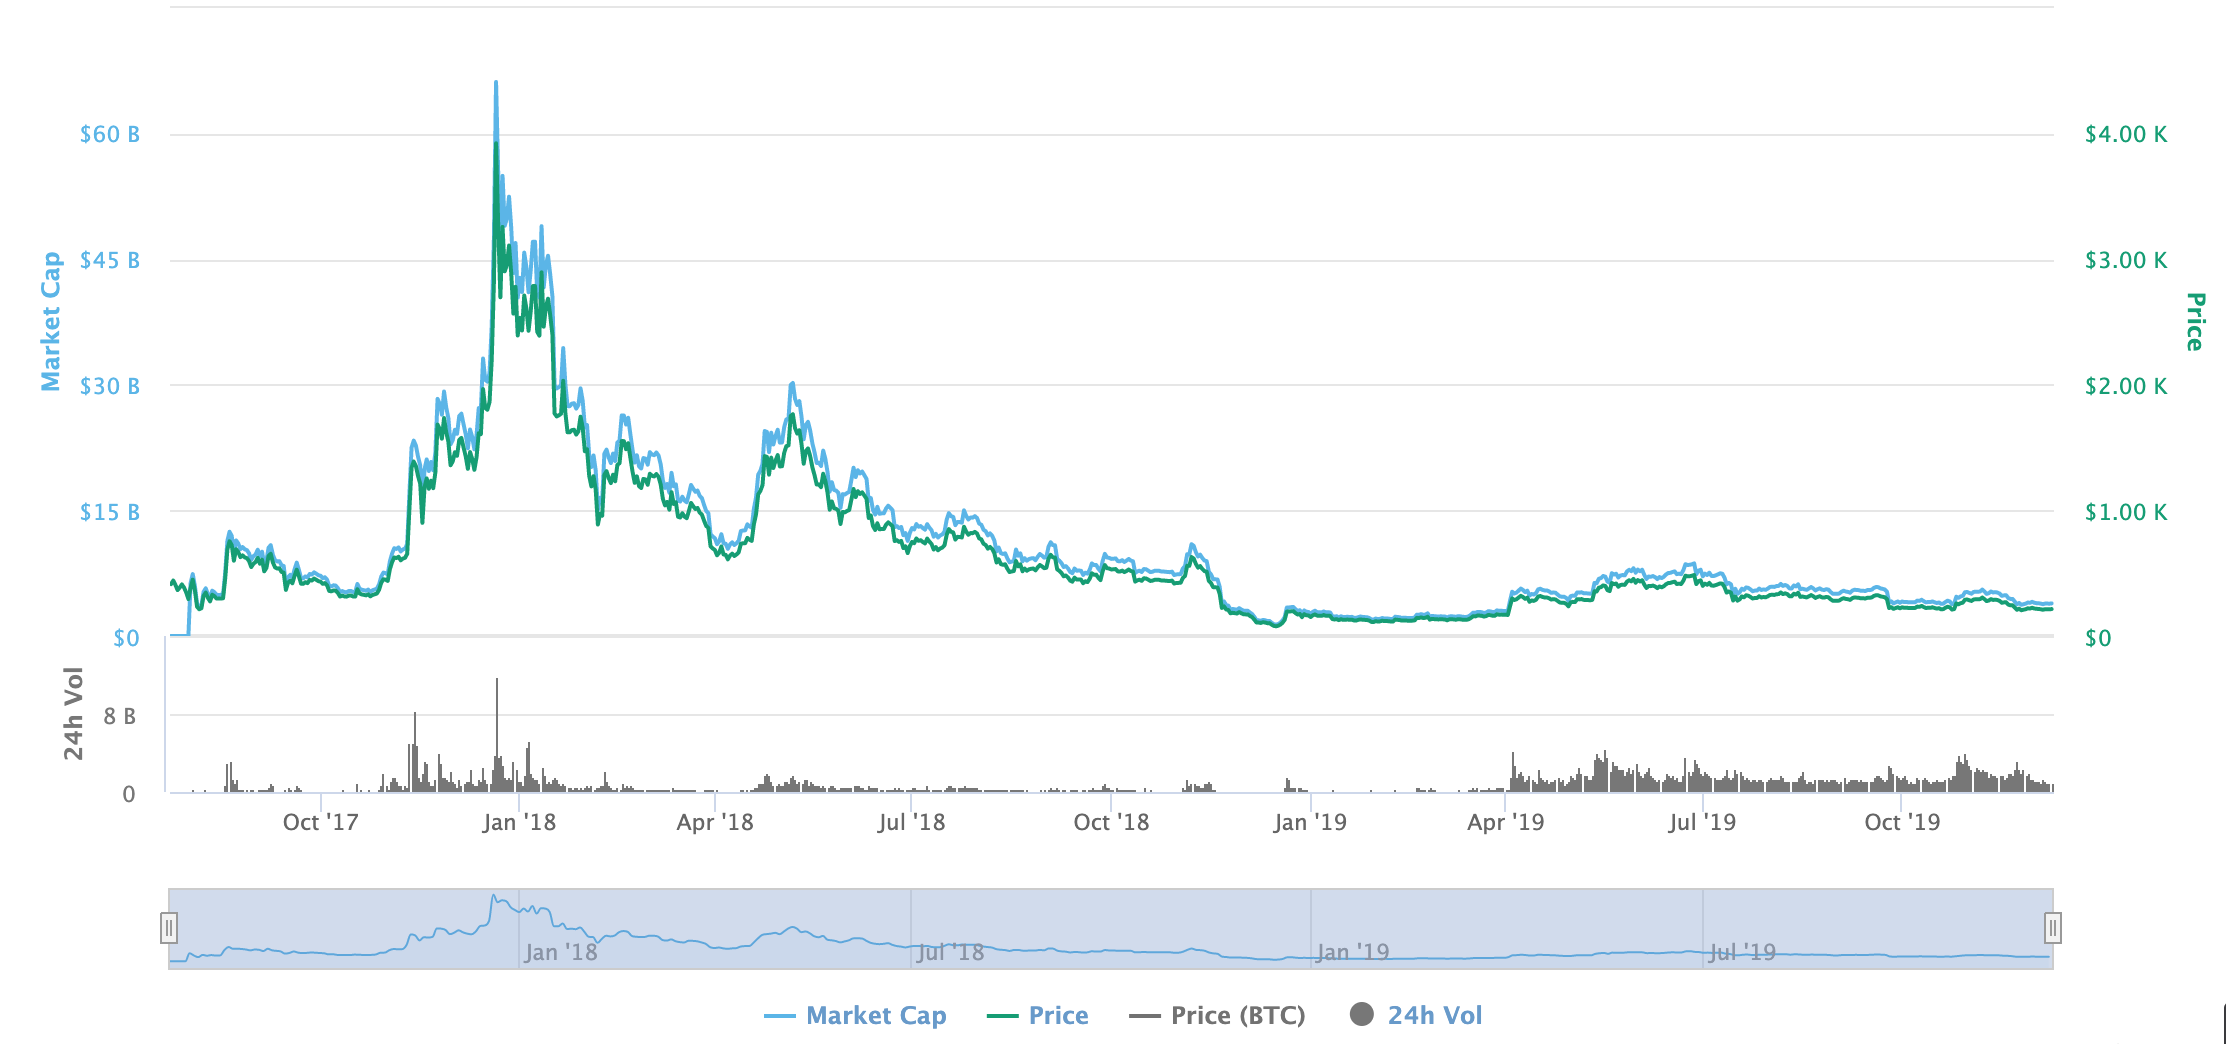 $60 B
$4.00 K
$45 B
$3.00 K
Market Cap
Price
$30 B
$2.00 K
$15 B
$1.00 K
$0
$0
24h Vol
8 B
0
Oct '17
Jan '18
Apr '18
Jul '18
Oct '18
Jan '19
Apr '19
Jul '19
Oct '19
Jan '18
Jul '18
Jan '19
Jul '19
Market Cap
Price
Price (BTC)
24h Vol